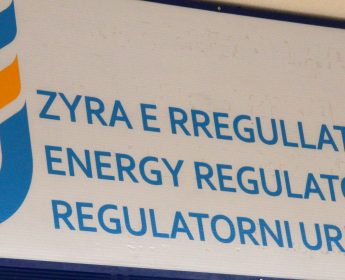 ZYRA E RREGULLAT
ENERGY REGULATO
REGULATORNI UR